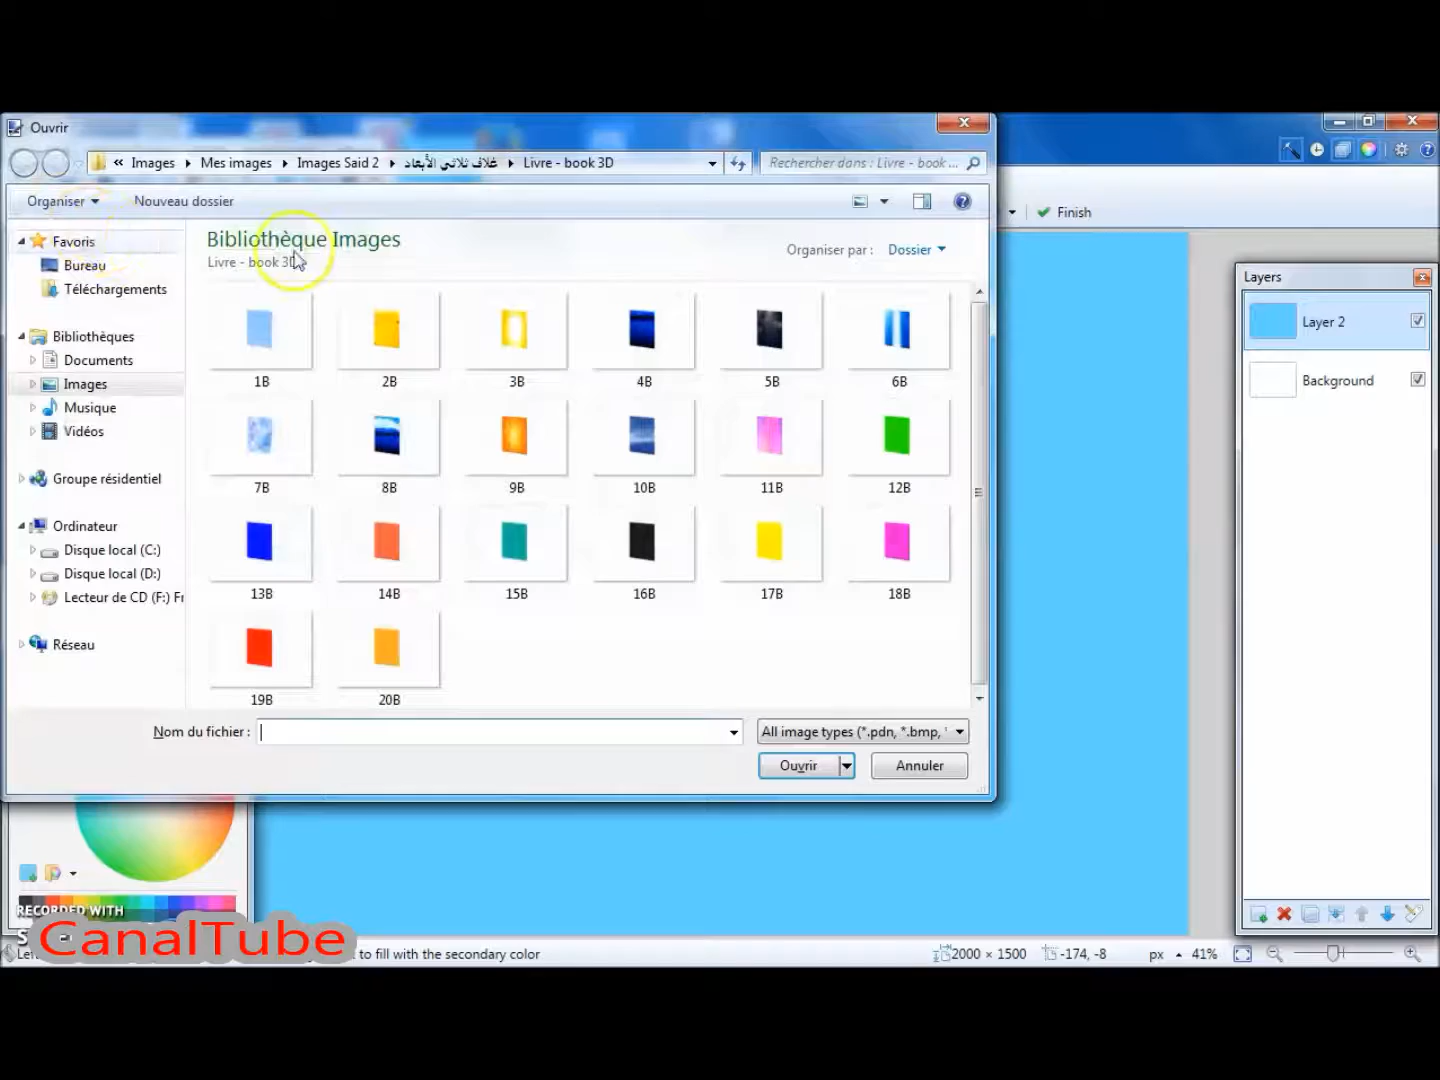 Ouvrir
« Images Mes images Images Said 2 غلاف ثلاثي الأبعاد Livre - book 3D
Rechercher dans : Livre - book ...
Organiser
Nouveau dossier
Finish
Favoris
Bureau
Téléchargements
Bibliothèques
Documents
Images
Musique
Vidéos
Groupe résidentiel
Ordinateur
Disque local (C:)
Disque local (D:)
Lecteur de CD (F:) Fr
Réseau
Bibliothèque Images
Livre - book 3D
Organiser par : Dossier
1B 2B 3B 4B 5B 6B
7B 8B 9B 10B 11B 12B
13B 14B 15B 16B 17B 18B
19B 20B
Nom du fichier :
All image types (*.pdn, *.bmp, 
Ouvrir
Annuler
Layers
Layer 2
Background
RECORDED WITH
CanalTube
to fill with the secondary color
2000 × 1500
-174, -8
px
41%